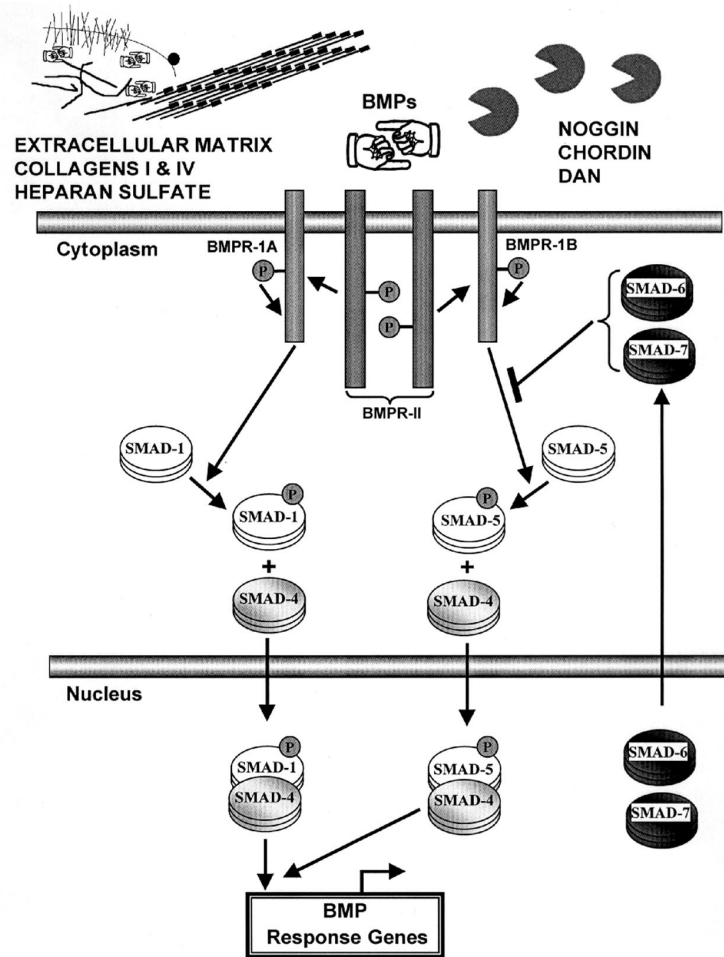 BMPs
EXTRACELLULAR MATRIX
COLLAGENS I & IV
HEPARAN SULFATE
NOGGIN
CHORDIN
DAN
Cytoplasm
BMPR-1A
BMPR-1B
P
P
P
P
SMAD-6
SMAD-7
BMPR-II
SMAD-1
SMAD-5
P
SMAD-1
P
SMAD-5
+
+
SMAD-4
SMAD-4
Nucleus
P
SMAD-1
SMAD-4
P
SMAD-5
SMAD-4
SMAD-6
SMAD-7
BMP
Response Genes